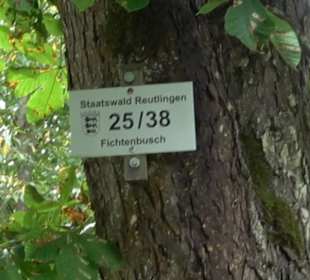 Staatswald Reutlingen
25/38
Fichtenbusch